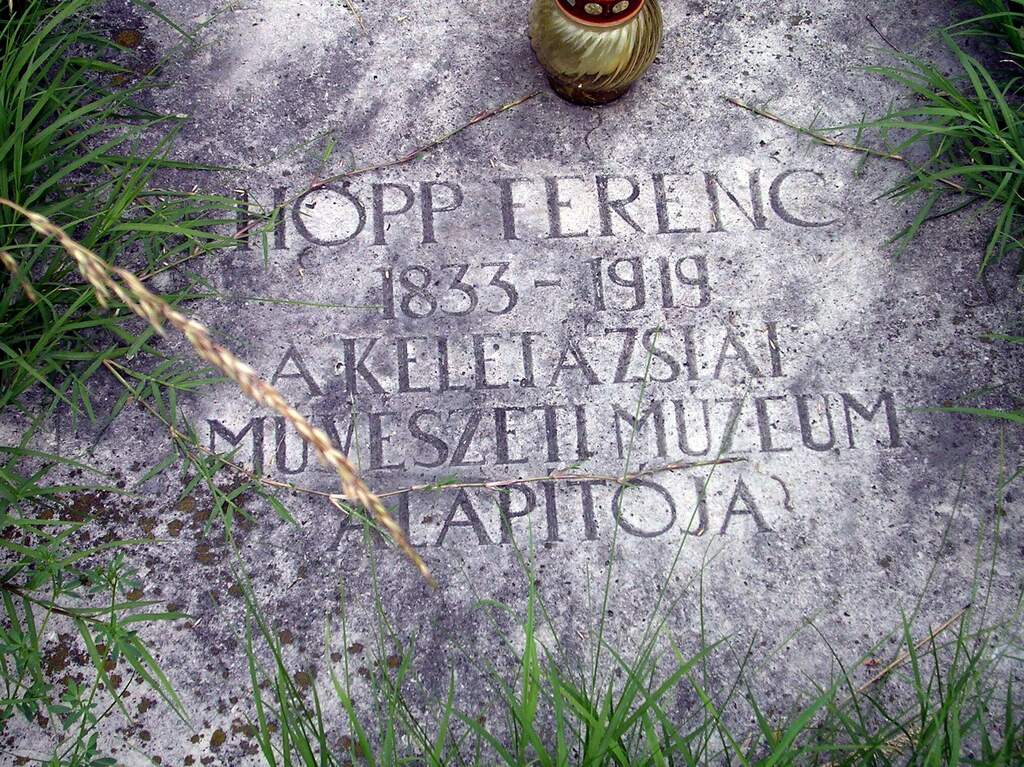 HOPP FERENC
1833 - 1919
A KELETÁZSIAI
MŰVÉSZETI MÚZEUM
ALAPÍTÓJA